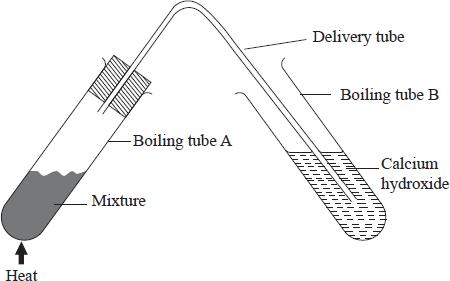 Delivery tube
Boiling tube B
Boiling tube A
Calcium
hydroxide
Mixture
Heat